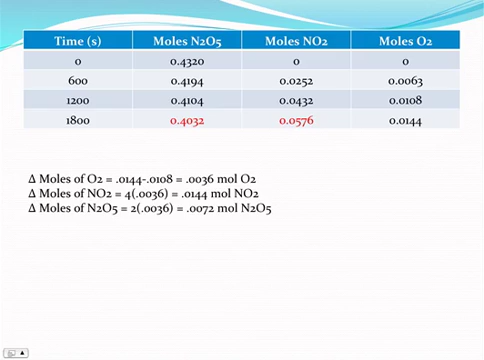 Time (s) Moles N2O5 Moles NO2 Moles O2
0 0.4320 0 0
600 0.4194 0.0252 0.0063
1200 0.4104 0.0432 0.0108
1800 0.4032 0.0576 0.0144
Δ Moles of O2 = .0144-.0108 = .0036 mol O2
Δ Moles of NO2 = 4(.0036) = .0144 mol NO2
Δ Moles of N2O5 = 2(.0036) = .0072 mol N2O5